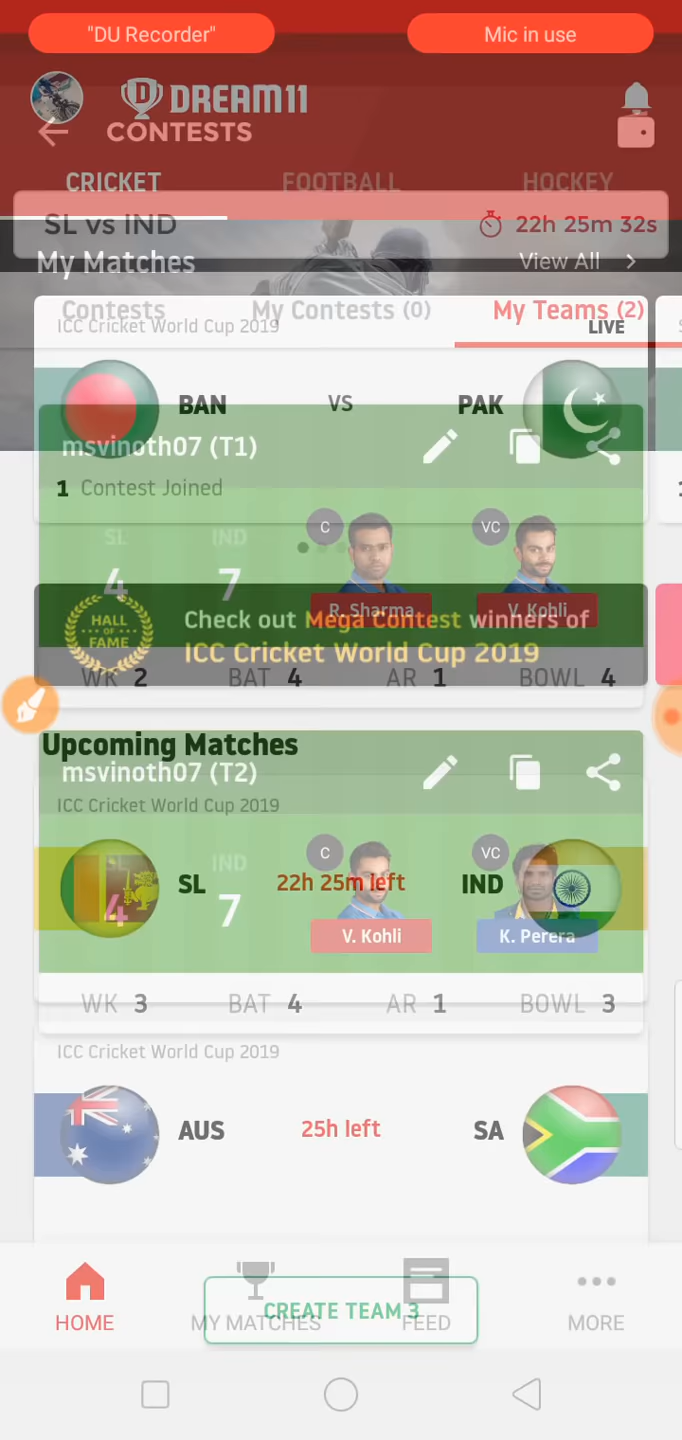 "DU Recorder" Mic in use
DREAM11
CONTESTS
CRICKET FOOTBALL HOCKEY
SL vs IND 22h 25m 32s
My Matches View All
Contests My Contests (0) My Teams (2)
ICC Cricket World Cup 2019 LIVE
BAN VS PAK
msvinoth07 (T1)
1 Contest Joined
C VC
SL IND
4 7
R. Sharma V. Kohli
HALL OF FAME
Check out Mega Contest winners of
ICC Cricket World Cup 2019
WK 2 BAT 4 AR 1 BOWL 4
Upcoming Matches
msvinoth07 (T2)
ICC Cricket World Cup 2019
C VC
SL IND
SL 22h 25m left IND
4 7
V. Kohli K. Perera
WK 3 BAT 4 AR 1 BOWL 3
ICC Cricket World Cup 2019
AUS 25h left SA
CREATE TEAM 3
HOME MY MATCHES FEED MORE